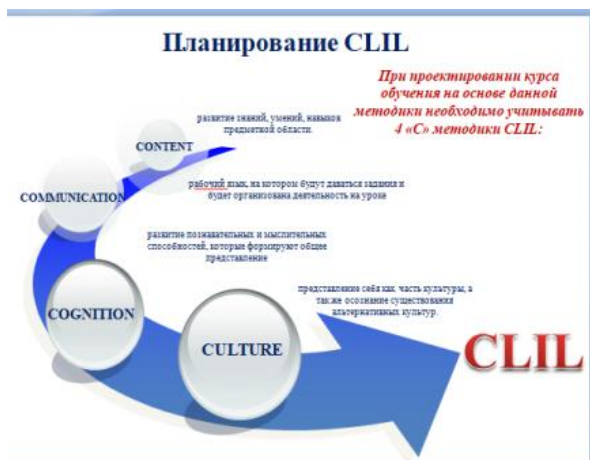 Планирование CLIL
При проектировании курса
обучения на основе данной
методики необходимо учитывать
4 «С» методики CLIL:
развитие знаний, умений, навыков
предметной области.
CONTENT
рабочий язык, на котором будут даваться задания и
будет организована деятельность на уроке
COMMUNICATION
развитие познавательных и мыслительных
способностей, которые формируют общее
представление
COGNITION
представление себя как часть культуры, а
также осознание существования
альтернативных культур.
CULTURE
CLIL